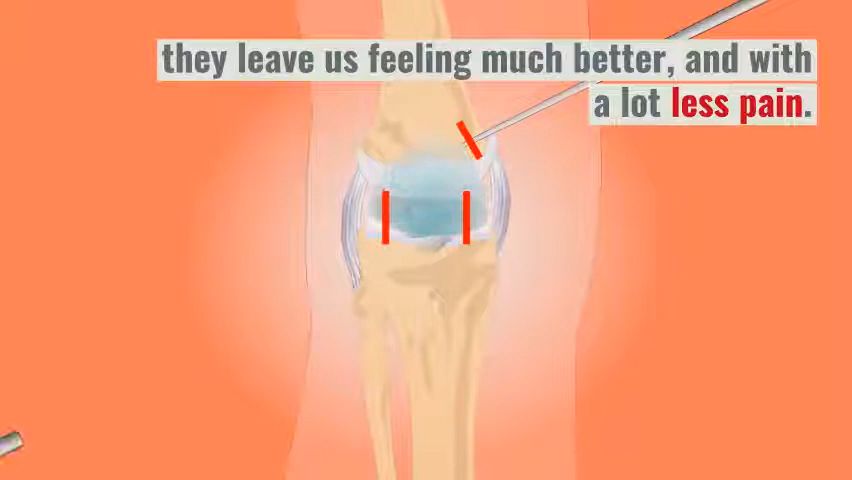 they leave us feeling much better, and with
a lot less pain.